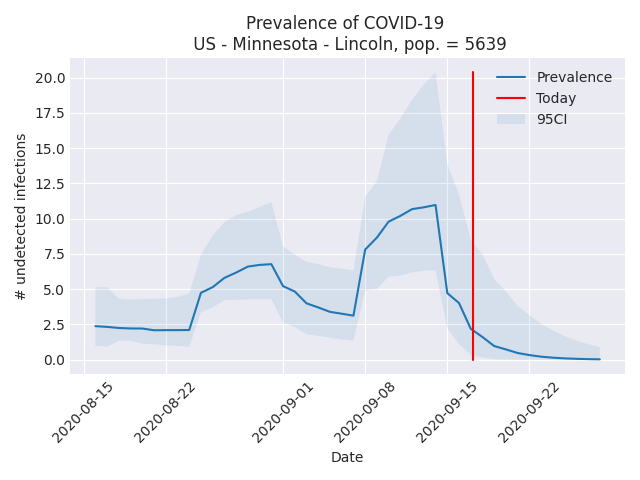 Prevalence of COVID-19
US - Minnesota - Lincoln, pop. = 5639
Prevalence
Today
95CI
# undetected infections
20.0
17.5
15.0
12.5
10.0
7.5
5.0
2.5
0.0
2020-08-15
2020-08-22
2020-09-01
2020-09-08
2020-09-15
2020-09-22
Date